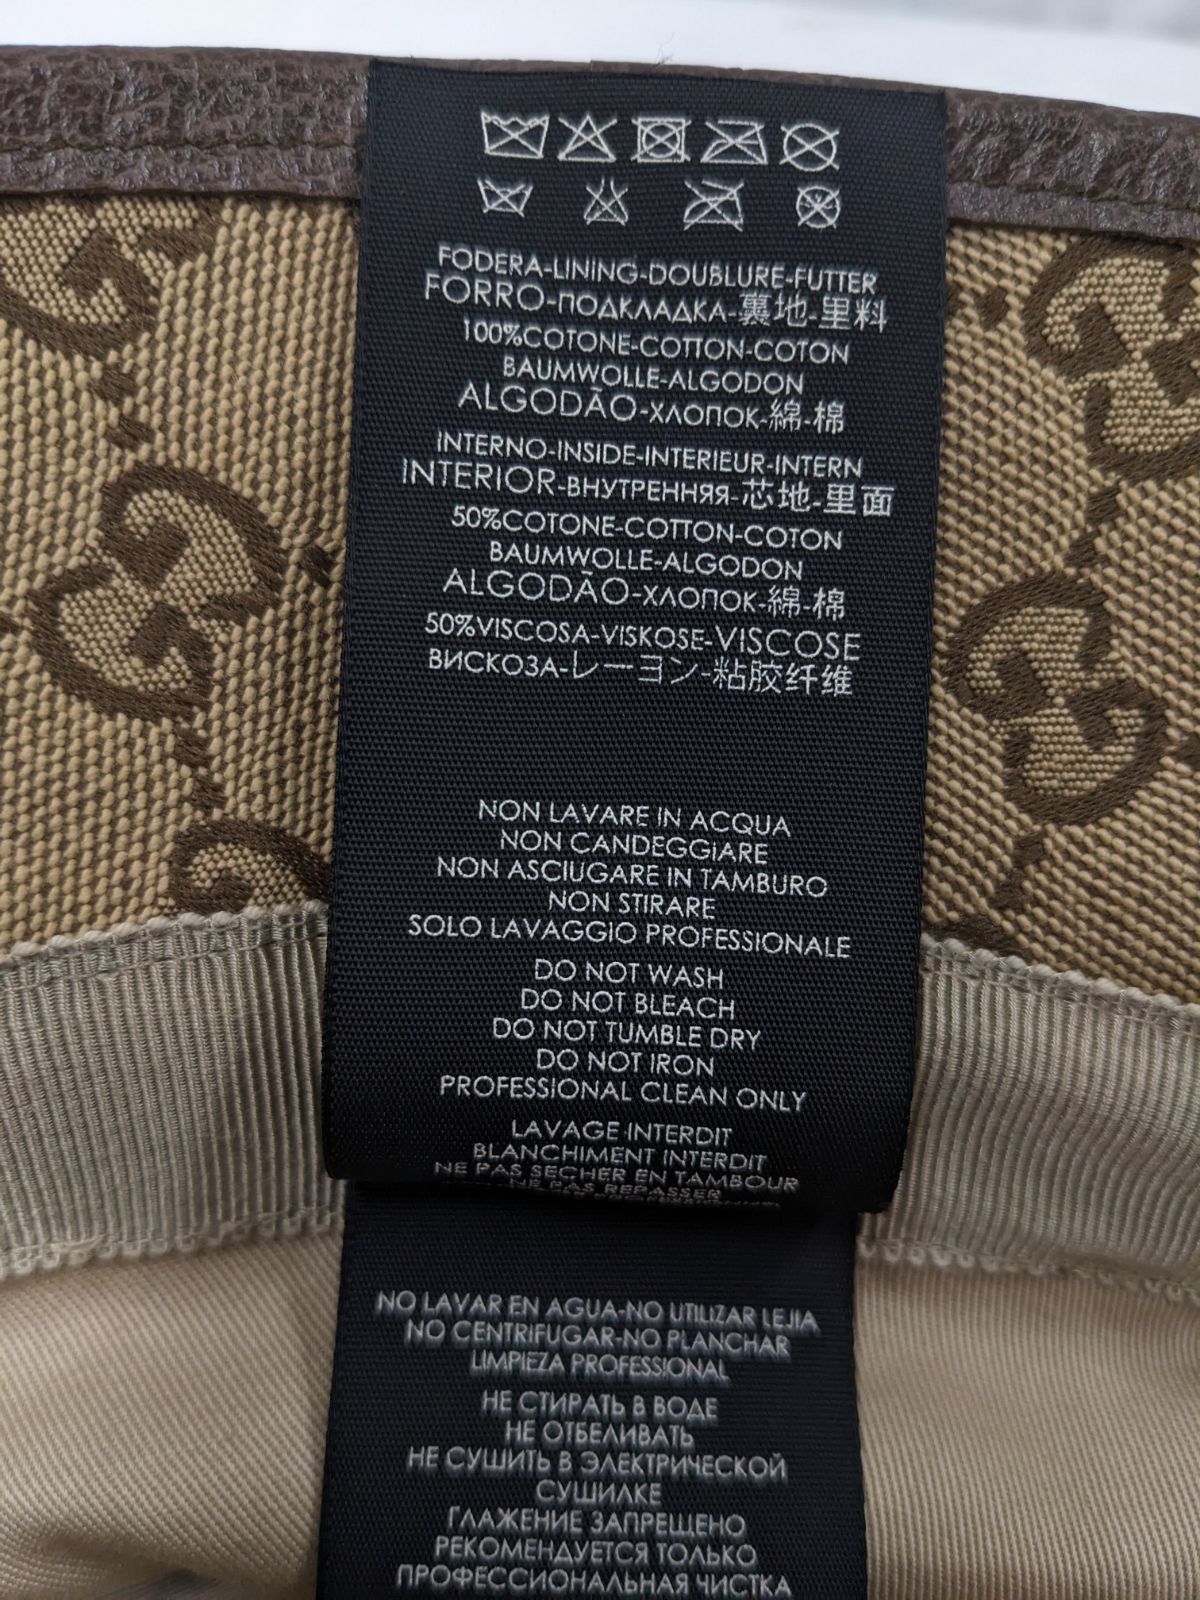 FODERA-LINING-DOUBLURE-FUTTER
FORRO-ПОДКЛАДКА-裏地-里料
100%COTONE-COTTON-COTON
BAUMWOLLE-ALGODON
ALGODÃO-ХЛОПОК-綿-棉
INTERNO-INSIDE-INTERIEUR-INTERN
INTERIOR-ВНУТРЕННЯЯ-芯地-里面
50%COTONE-COTTON-COTON
BAUMWOLLE-ALGODON
ALGODÃO-ХЛОПОК-綿-棉
50%VISCOSA-VISKOSE-VISCOSE
ВИСКОЗА-レーヨン-粘胶纤维
NON LAVARE IN ACQUA
NON CANDEGGIARE
NON ASCIUGARE IN TAMBURO
NON STIRARE
SOLO LAVAGGIO PROFESSIONALE
DO NOT WASH
DO NOT BLEACH
DO NOT TUMBLE DRY
DO NOT IRON
PROFESSIONAL CLEAN ONLY
LAVAGE INTERDIT
BLANCHIMENT INTERDIT
NE PAS SECHER EN TAMBOUR
NE PAS REPASSER
NO LAVAR EN AGUA-NO UTILIZAR LEJIA
NO CENTRIFUGAR-NO PLANCHAR
LIMPIEZA PROFESSIONAL
НЕ СТИРАТЬ В ВОДЕ
НЕ ОТБЕЛИВАТЬ
НЕ СУШИТЬ В ЭЛЕКТРИЧЕСКОЙ
СУШИЛКЕ
ГЛАЖЕНИЕ ЗАПРЕЩЕНО
РЕКОМЕНДУЕТСЯ ТОЛЬКО
ПРОФЕССИОНАЛЬНАЯ ЧИСТКА